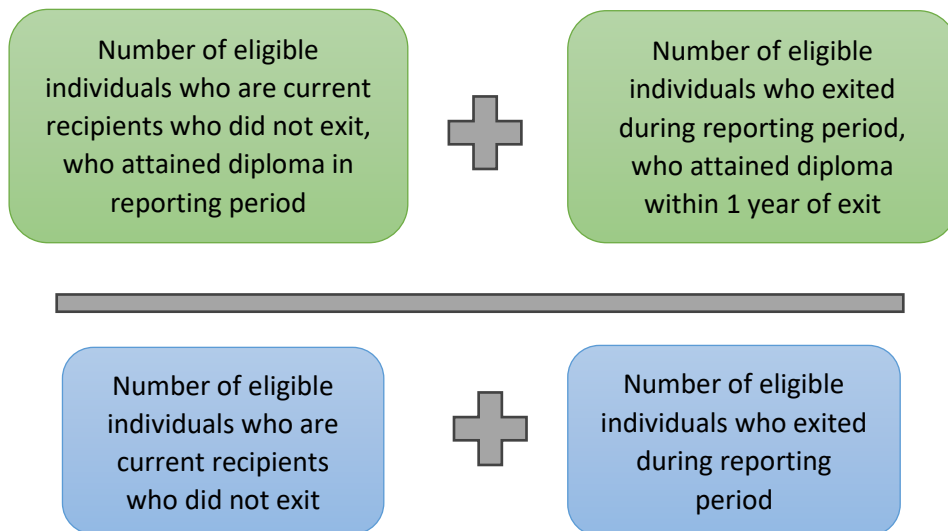 Number of eligible
individuals who are current
recipients who did not exit,
who attained diploma in
reporting period
Number of eligible
individuals who exited
during reporting period,
who attained diploma
within 1 year of exit
Number of eligible
individuals who are
current recipients
who did not exit
Number of eligible
individuals who exited
during reporting
period